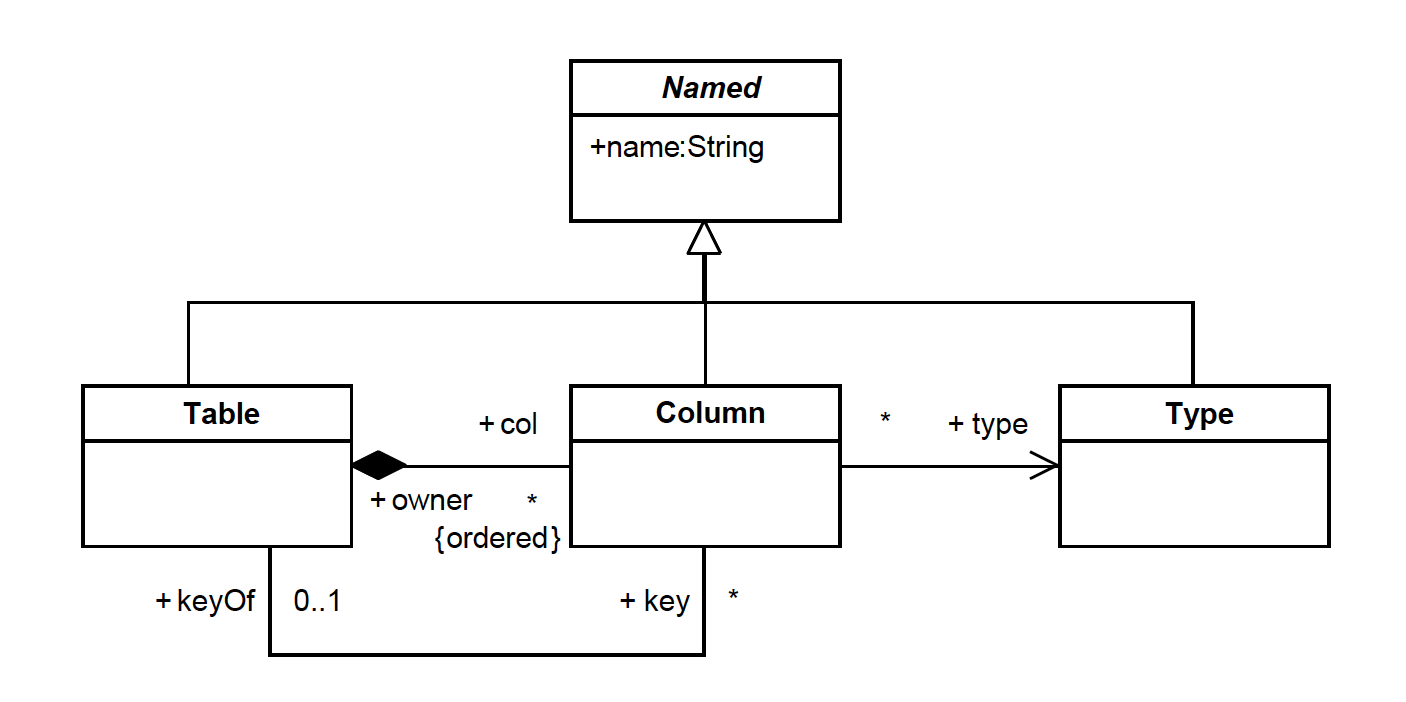 Named
+name:String
Table
Column
Type
+ col
* + type
+ owner *
{ordered}
+ keyOf 0..1
+ key *